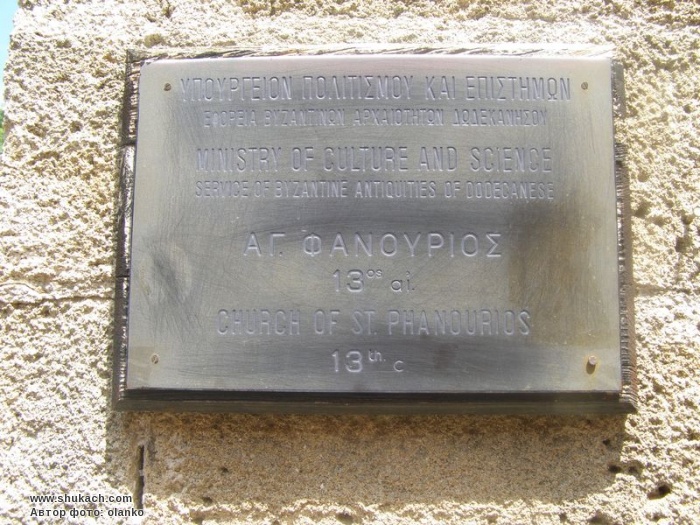 ΥΠΟΥΡΓΕΙΟΝ ΠΟΛΙΤΙΣΜΟΥ ΚΑΙ ΕΠΙΣΤΗΜΩΝ
ΕΦΟΡΕΙΑ ΒΥΖΑΝΤΙΝΩΝ ΑΡΧΑΙΟΤΗΤΩΝ ΔΩΔΕΚΑΝΗΣΟΥ
MINISTRY OF CULTURE AND SCIENCE
SERVICE OF BYZANTINE ANTIQUITIES OF DODECANESE
ΑΓ. ΦΑΝΟΥΡΙΟΣ
13ος αἰ.
CHURCH OF ST. PHANOURIOS
13th. c
www.shukach.com
Автор фото: olanko